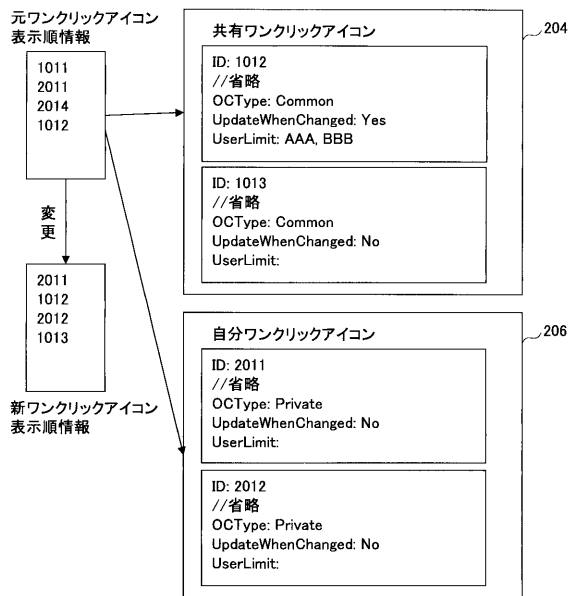 元ワンクリックアイコン
表示順情報
1011
2011
2014
1012
変
更
2011
1012
2012
1013
新ワンクリックアイコン
表示順情報
204
共有ワンクリックアイコン
ID: 1012
//省略
OCType: Common
UpdateWhenChanged: Yes
UserLimit: AAA, BBB
ID: 1013
//省略
OCType: Common
UpdateWhenChanged: No
UserLimit:
206
自分ワンクリックアイコン
ID: 2011
//省略
OCType: Private
UpdateWhenChanged: No
UserLimit:
ID: 2012
//省略
OCType: Private
UpdateWhenChanged: No
UserLimit: